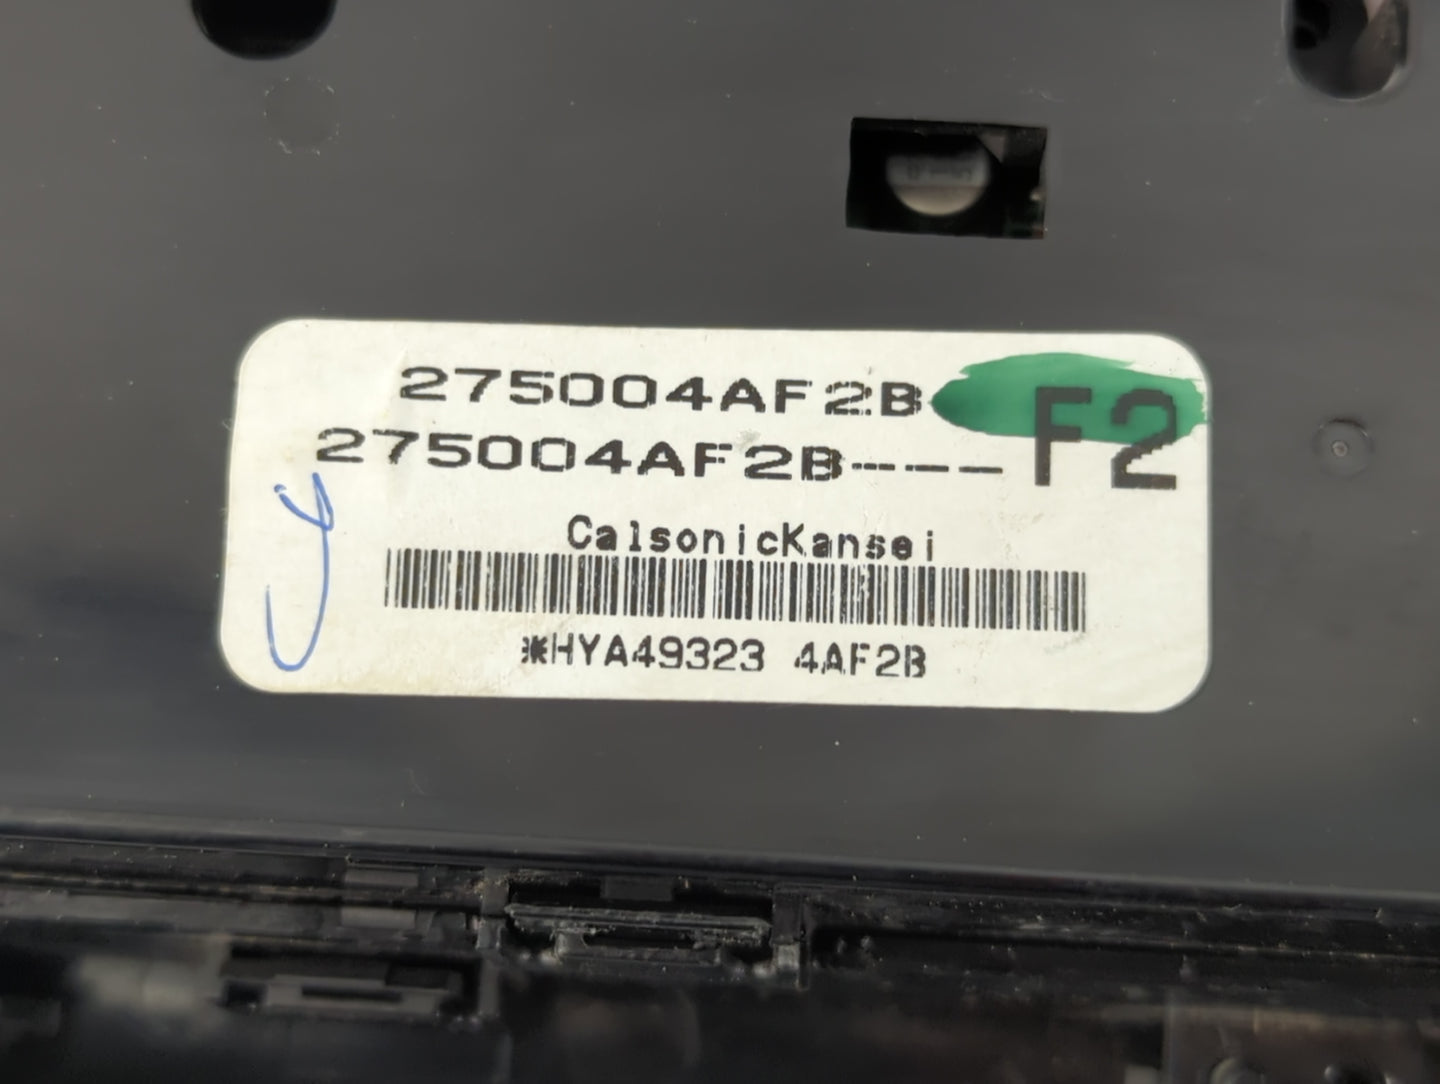 275004AF2B
275004AF2B---- F2
CalsonicKansei
*HYA49323 4AF2B